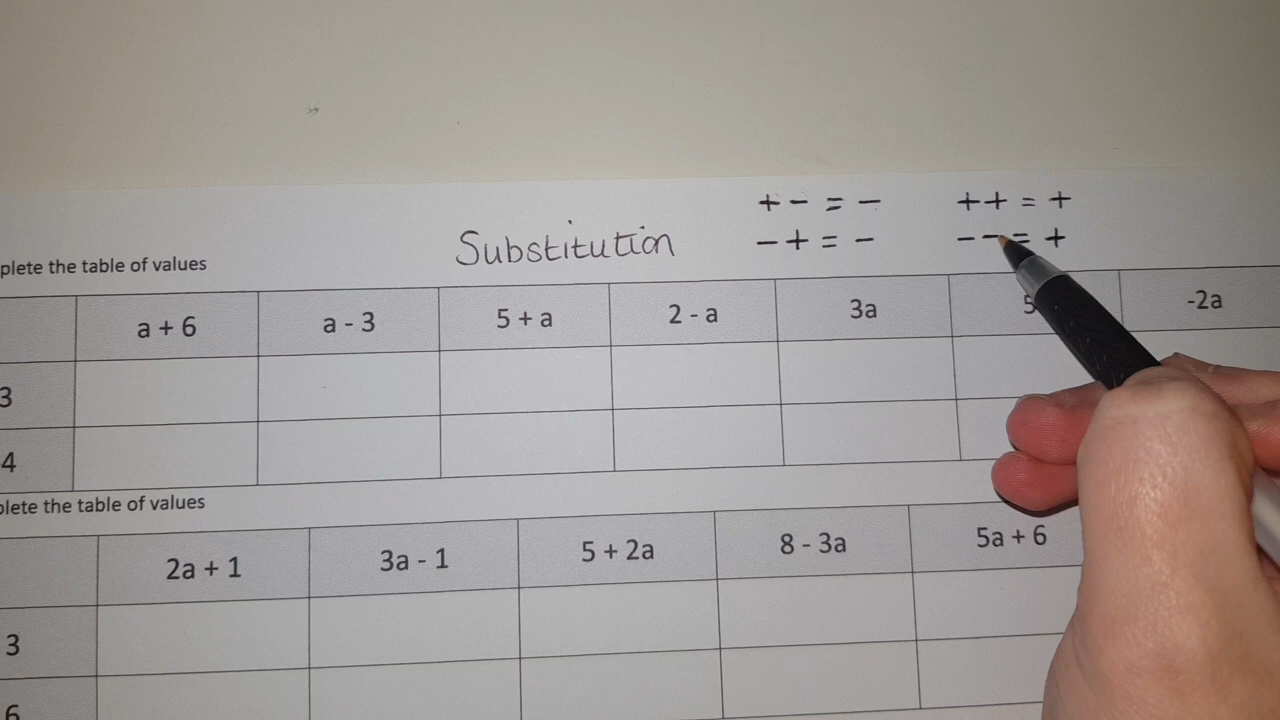 + - = - + + = +
Substitution - + = - - - = +
plete the table of values
a + 6 a - 3 5 + a 2 - a 3a 5 -2a
3
4
plete the table of values
2a + 1 3a - 1 5 + 2a 8 - 3a 5a + 6
3
6